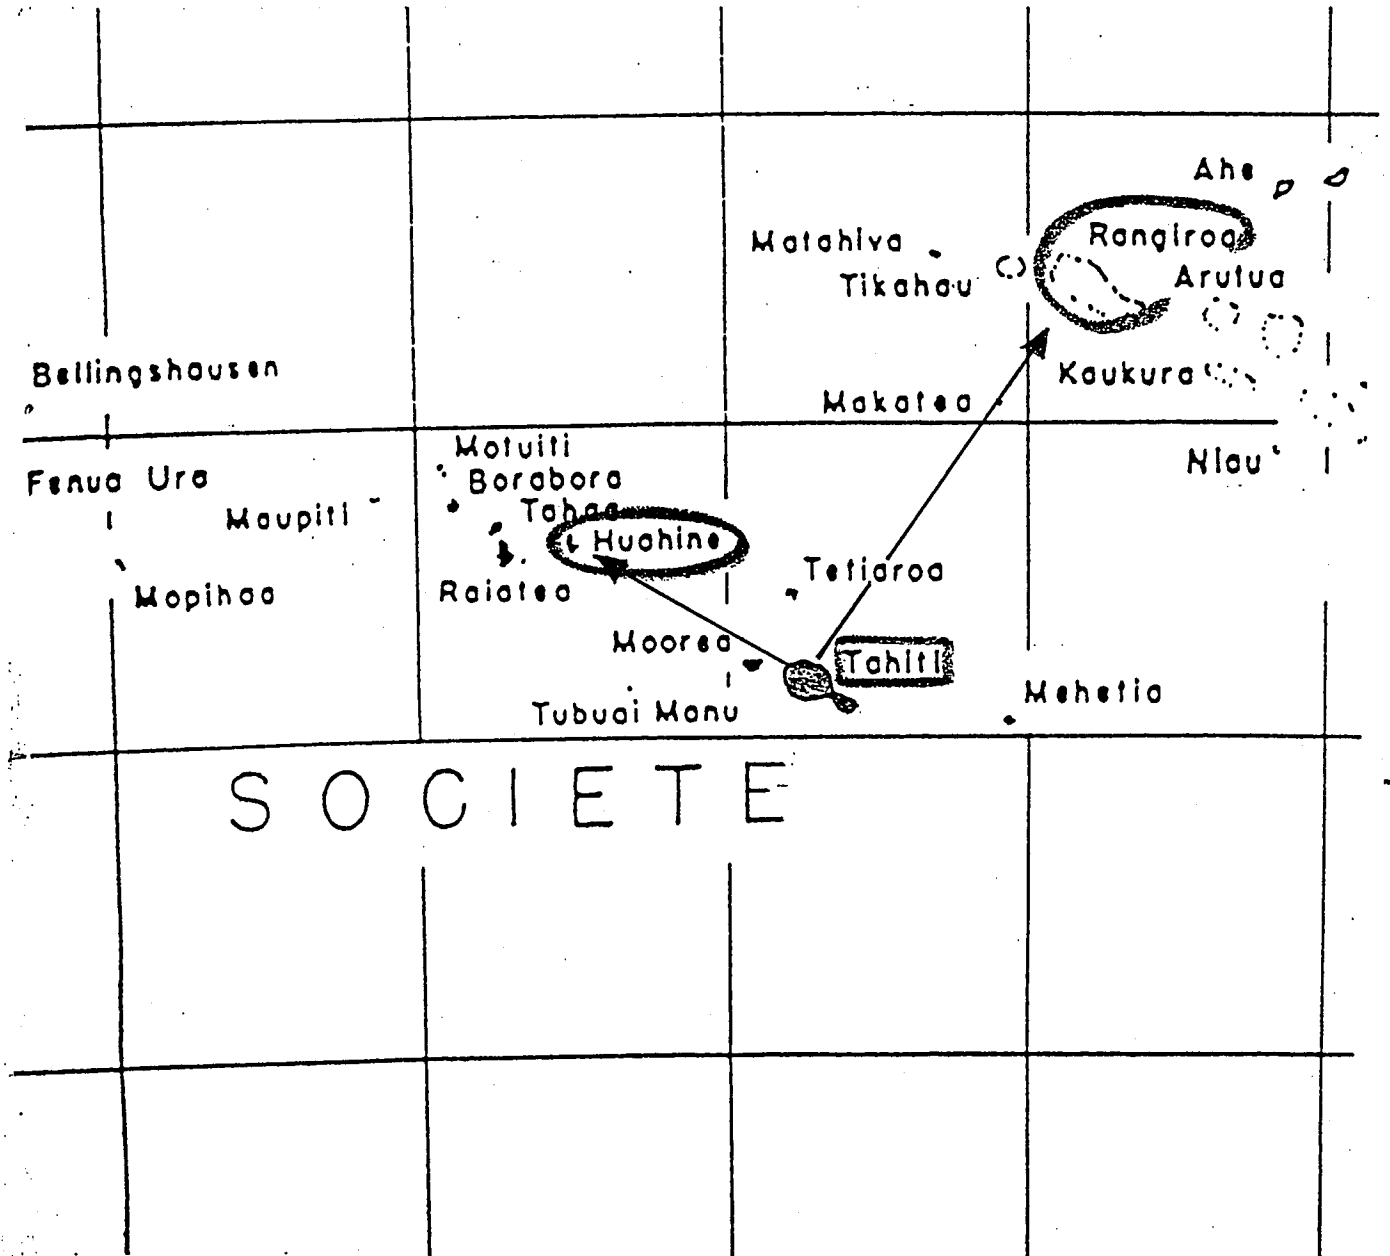 Ahe
Rangiroa
Matahiva
Tikahau
Arutua
Bellingshausen
Kaukura
Makatea
Motuiti
Niau
Fenua Ura
Borabora
Maupiti
Tahaa
Huahine
Tetiaroa
Mopihaa
Raiatea
Moorea
Tahiti
Mehetia
Tubuai Manu
SOCIETE